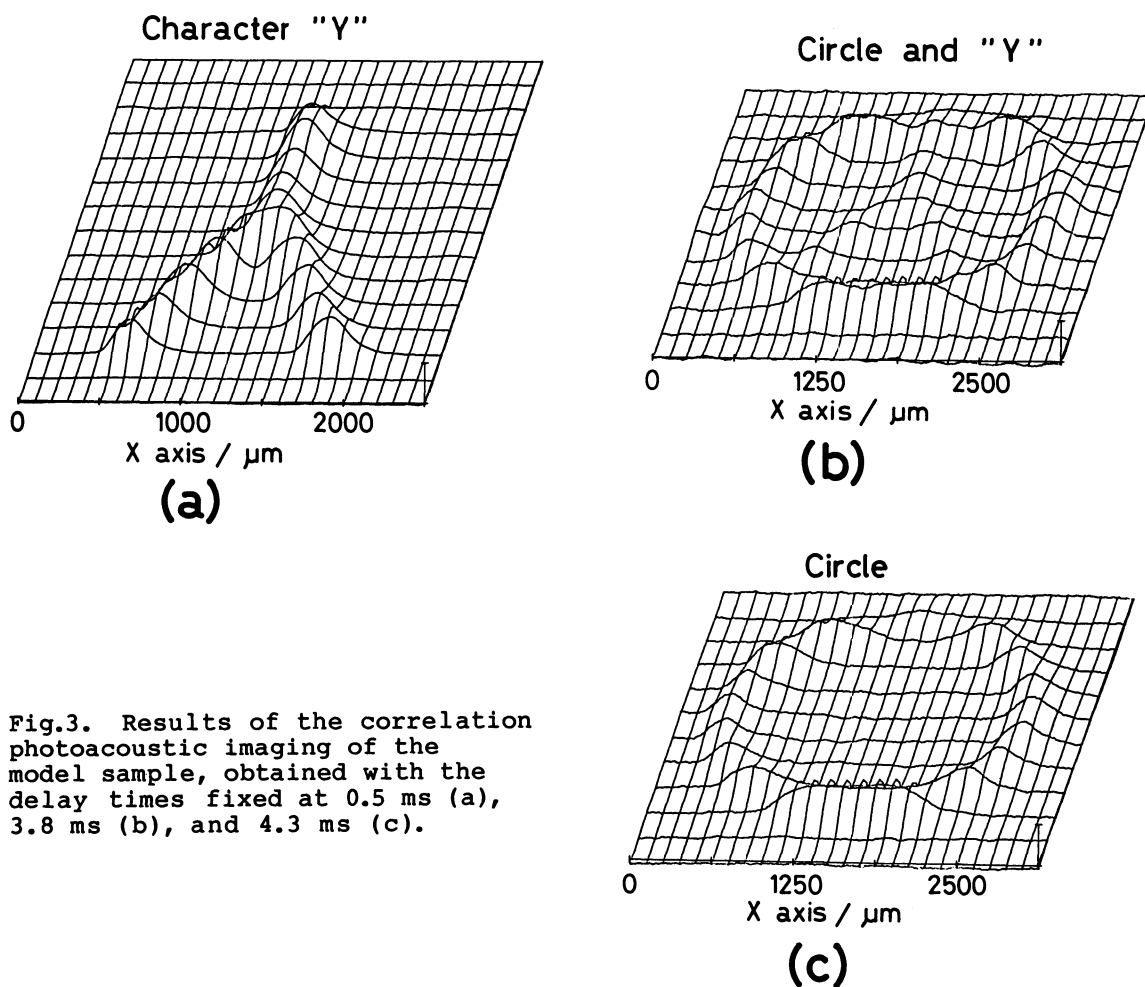 Character "Y"
0
1000
2000
X axis / µm
(a)
Circle and "Y"
0
1250
2500
X axis / µm
(b)
Circle
0
1250
2500
X axis / µm
(c)
Fig.3. Results of the correlation
photoacoustic imaging of the
model sample, obtained with the
delay times fixed at 0.5 ms (a),
3.8 ms (b), and 4.3 ms (c).